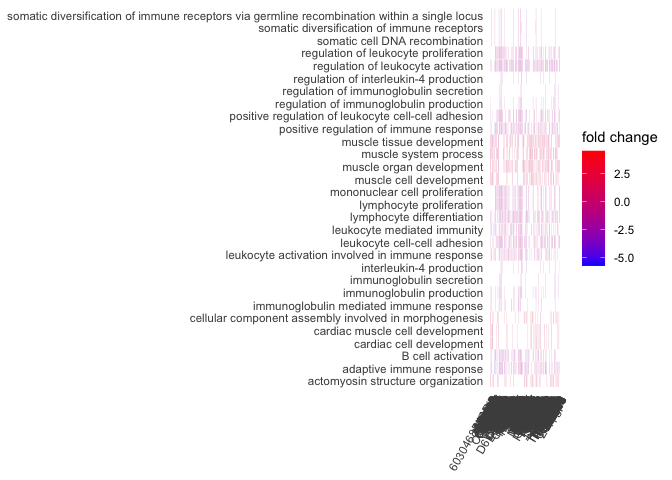 somatic diversification of immune receptors via germline recombination within a single locus
somatic diversification of immune receptors
somatic cell DNA recombination
regulation of leukocyte proliferation
regulation of leukocyte activation
regulation of interleukin-4 production
regulation of immunoglobulin secretion
regulation of immunoglobulin production
positive regulation of leukocyte cell-cell adhesion
positive regulation of immune response
muscle tissue development
muscle system process
muscle organ development
muscle cell development
mononuclear cell proliferation
lymphocyte proliferation
lymphocyte differentiation
leukocyte mediated immunity
leukocyte cell-cell adhesion
leukocyte activation involved in immune response
interleukin-4 production
immunoglobulin secretion
immunoglobulin production
immunoglobulin mediated immune response
cellular component assembly involved in morphogenesis
cardiac muscle cell development
cardiac cell development
B cell activation
adaptive immune response
actomyosin structure organization
fold change
2.5
0.0
-2.5
-5.0